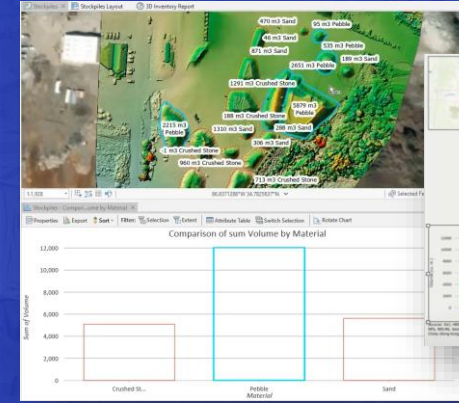 Stockpiles × Stockpiles Layout 3D Inventory Report
470 m3 Sand
95 m3 Pebble
46 m3 Sand
535 m3 Pebble
871 m3 Sand
189 m3 Sand
2651 m3 Pebble
1291 m3 Crushed Stone
5879 m3
Pebble
188 m3 Crushed Stone
2215 m3
Pebble
1310 m3 Sand
288 m3 Sand
306 m3 Sand
-1 m3 Crushed Stone
960 m3 Crushed Stone
713 m3 Crushed Stone
Selected Fe
Properties Export Sort Filter: Selection Extent Attribute Table Switch Selection Rotate Chart
Comparison of sum Volume by Material
12,000
10,000
8,000
6,000
4,000
2,000
0
Sum of Volume
Crushed St... Pebble Sand
Material